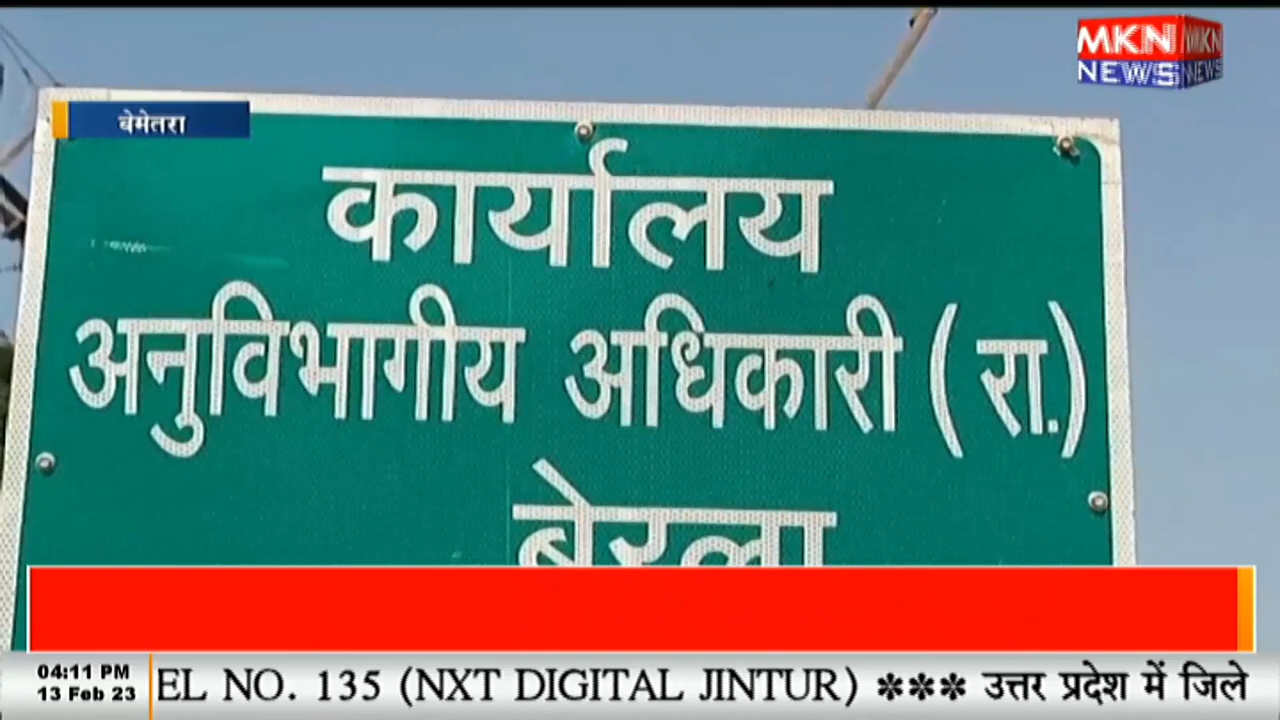 MKN NEWS
बेमेतरा
कार्यालय
अनुविभागीय अधिकारी (रा.)
बेरला
04:11 PM
13 Feb 23
EL NO. 135 (NXT DIGITAL JINTUR) *** उत्तर प्रदेश में जिले